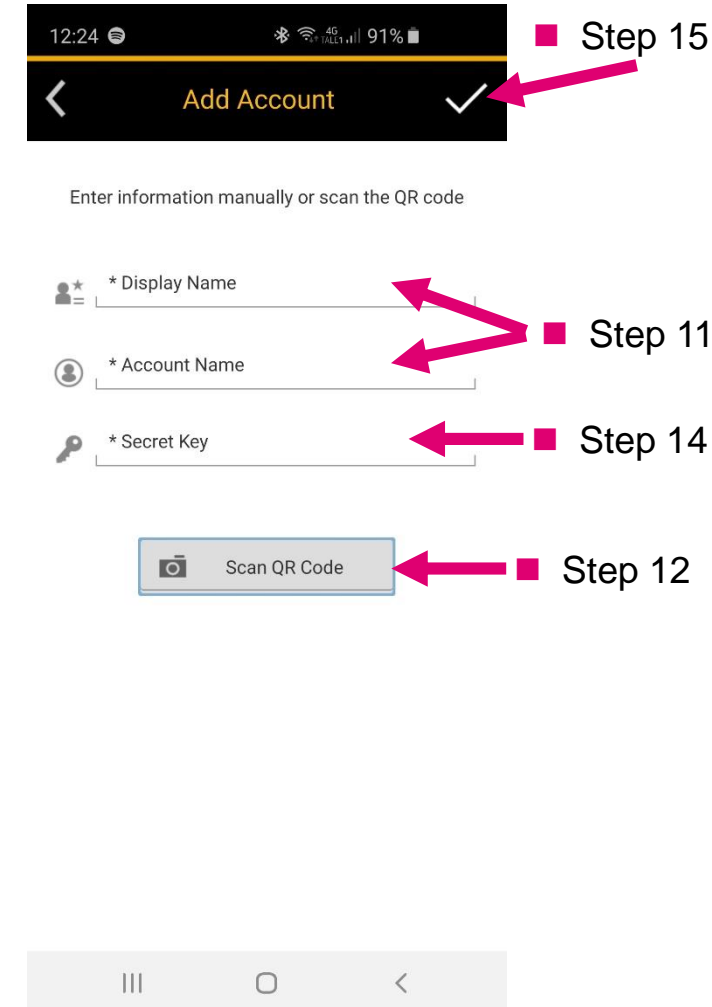 12:24 4G 91%
Step 15
Add Account
Enter information manually or scan the QR code
* Display Name
Step 11
* Account Name
* Secret Key
Step 14
Scan QR Code
Step 12